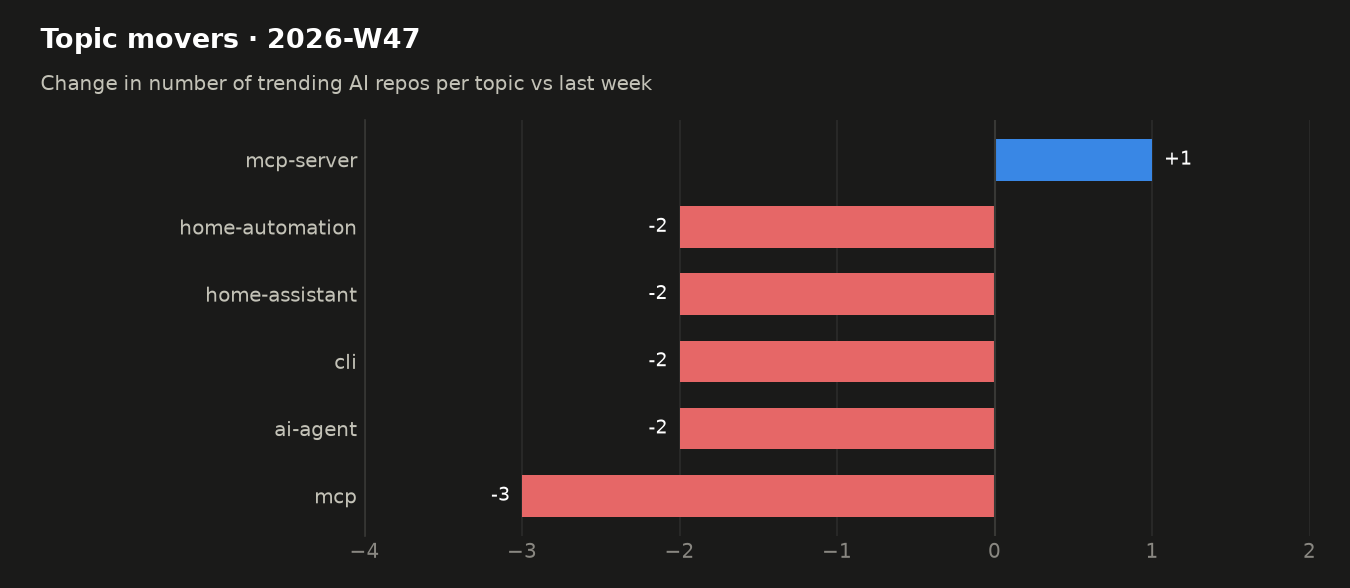 Topic movers · 2026-W47
Change in number of trending AI repos per topic vs last week
mcp-server
+1
home-automation
-2
home-assistant
-2
cli
-2
ai-agent
-2
mcp
-3
−4
−3
−2
−1
0
1
2